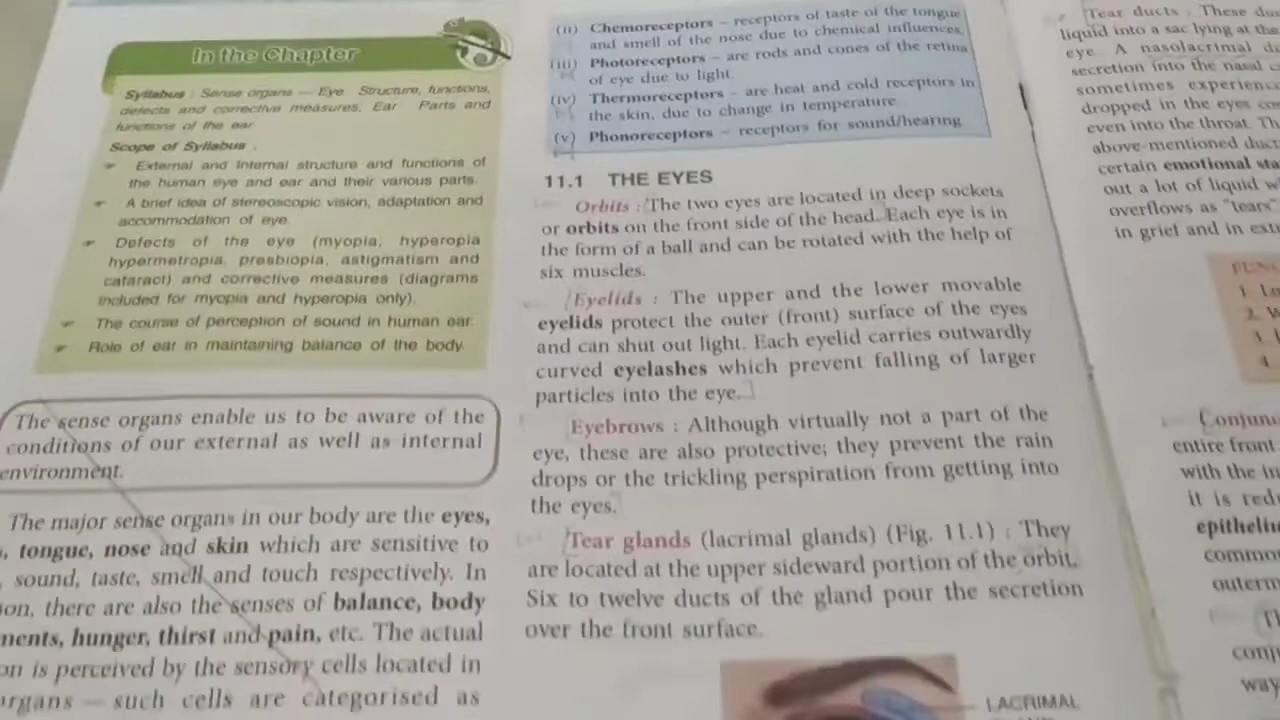 In the Chapter
Syllabus : Sense organs — Eye Structure, functions,
defects and corrective measures, Ear Parts and
functions of the ear
Scope of Syllabus .
External and Internal structure and functions of
the human eye and ear and their various parts.
A brief idea of stereoscopic vision, adaptation and
accommodation of eye.
Defects of the eye (myopia, hyperopia
hypermetropia, presbiopia, astigmatism and
cataract) and corrective measures (diagrams
included for myopia and hyperopia only).
The course of perception of sound in human ear.
Role of ear in maintaining balance of the body.
The sense organs enable us to be aware of the
conditions of our external as well as internal
environment.
The major sense organs in our body are the eyes,
tongue, nose and skin which are sensitive to
sound, taste, smell and touch respectively. In
there are also the senses of balance, body
hunger, thirst and pain, etc. The actual
is perceived by the sensory cells located in
— such cells are categorised as
(ii) Chemoreceptors – receptors of taste of the tongue
and smell of the nose due to chemical influences
(iii) Photoreceptors – are rods and cones of the retina
of eye due to light.
(iv) Thermoreceptors – are heat and cold receptors in
the skin, due to change in temperature
(v) Phonoreceptors – receptors for sound/hearing
11.1 THE EYES
Orbits : The two eyes are located in deep sockets
or orbits on the front side of the head. Each eye is in
the form of a ball and can be rotated with the help of
six muscles.
Eyelids : The upper and the lower movable
eyelids protect the outer (front) surface of the eyes
and can shut out light. Each eyelid carries outwardly
curved eyelashes which prevent falling of larger
particles into the eye.
Eyebrows : Although virtually not a part of the
eye, these are also protective; they prevent the rain
drops or the trickling perspiration from getting into
the eyes.
Tear glands (lacrimal glands) (Fig. 11.1) : They
are located at the upper sideward portion of the orbit.
Six to twelve ducts of the gland pour the secretion
over the front surface.
LACRIMAL
Tear ducts : These
liquid into a sac lying at the
eye. A nasolacrimal
secretion into the nasal
sometimes
dropped in the eyes
even into the throat.
above-mentioned
certain emotional
out a lot of liquid
overflows as "tears"
in grief and in
1.
2.
4.
entire front
with the
it is